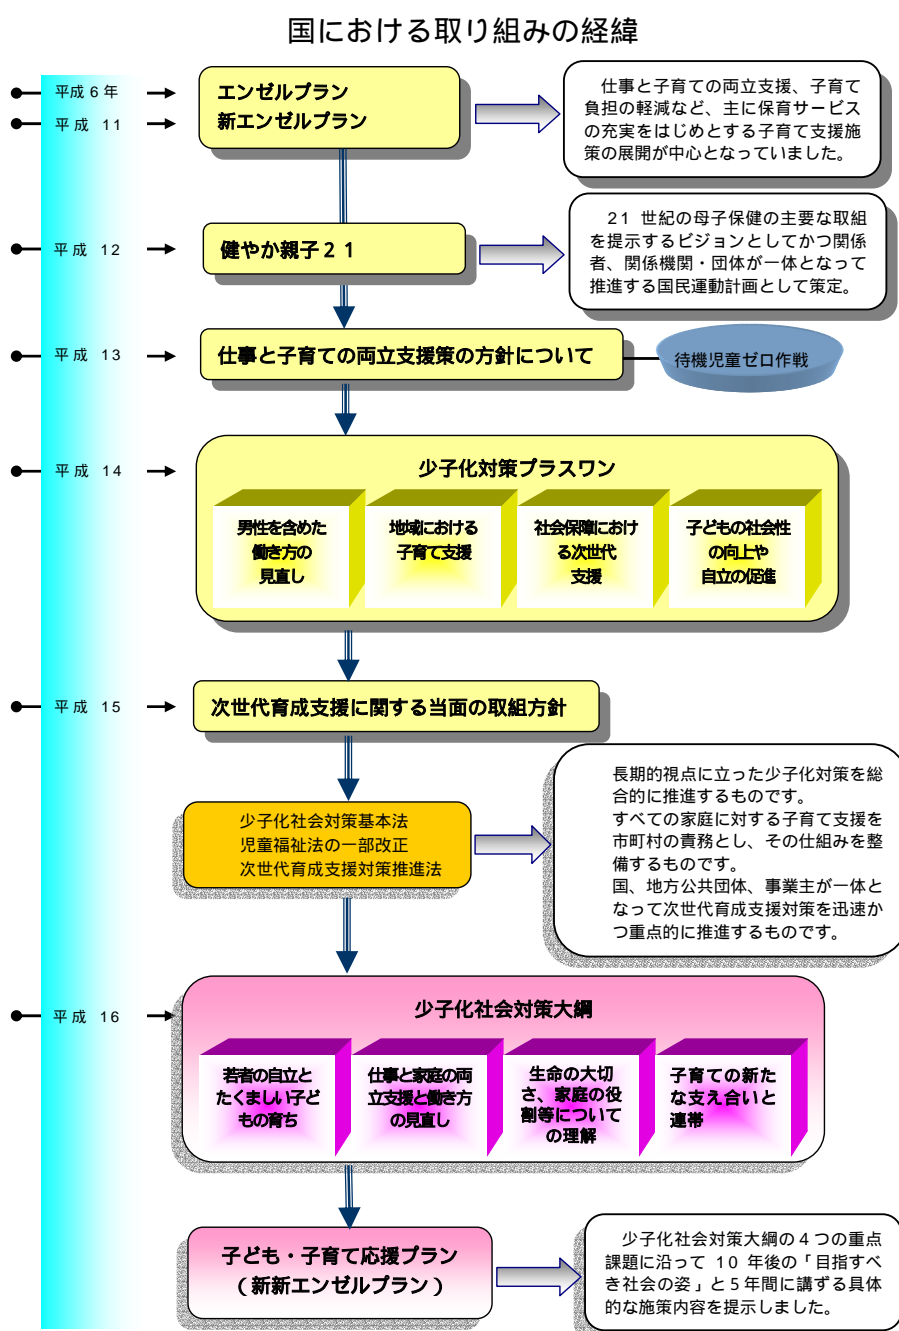 国における取り組みの経緯
平成6年
平成 11
エンゼルプラン
新エンゼルプラン
仕事と子育ての両立支援、子育て
負担の軽減など、主に保育サービス
の充実をはじめとする子育て支援施
策の展開が中心となっていました。
平成 12
健やか親子21
21 世紀の母子保健の主要な取組
を提示するビジョンとしてかつ関係
者、関係機関・団体が一体となって
推進する国民運動計画として策定。
平成 13
仕事と子育ての両立支援策の方針について
待機児童ゼロ作戦
平成 14
少子化対策プラスワン
男性を含めた
働き方の
見直し
地域における
子育て支援
社会保障におけ
る次世代
支援
子どもの社会性
の向上や
自立の促進
平成 15
次世代育成支援に関する当面の取組方針
少子化社会対策基本法
児童福祉法の一部改正
次世代育成支援対策推進法
長期的視点に立った少子化対策を総
合的に推進するものです。
すべての家庭に対する子育て支援を
市町村の責務とし、その仕組みを整
備するものです。
国、地方公共団体、事業主が一体と
なって次世代育成支援対策を迅速か
つ重点的に推進するものです。
平成 16
少子化社会対策大綱
若者の自立と
たくましい子ど
もの育ち
仕事と家庭の両
立支援と働き方
の見直し
生命の大切
さ、家庭の役
割等について
の理解
子育ての新た
な支え合いと
連帯
子ども・子育て応援プラン
(新新エンゼルプラン)
少子化社会対策大綱の4つの重点
課題に沿って 10 年後の「目指すべ
き社会の姿」と5年間に講ずる具体
的な施策内容を提示しました。